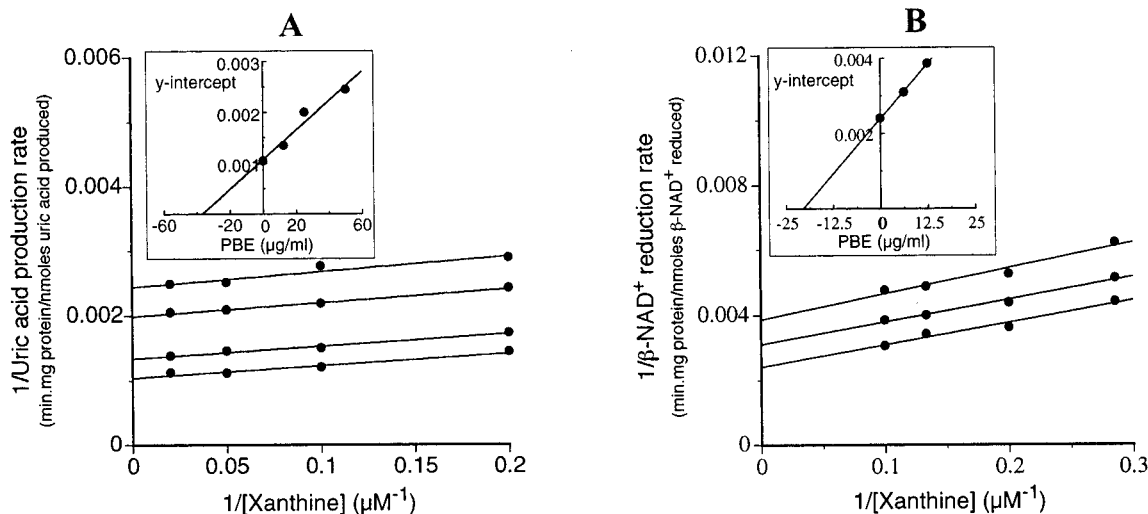 A
0.006
0.004
0.002
0
1/Uric acid production rate
(min.mg protein/nmoles uric acid produced)
y-intercept
0.003
0.002
0.001
-60
-20
0
20
60
PBE (µg/ml)
0
0.05
0.1
0.15
0.2
1/[Xanthine] (µM-1)
B
0.012
0.008
0.004
0
1/β-NAD+ reduction rate
(min.mg protein/nmoles β-NAD+ reduced)
y-intercept
0.004
0.002
-25
-12.5
0
12.5
25
PBE (µg/ml)
0
0.1
0.2
0.3
1/[Xanthine] (µM-1)